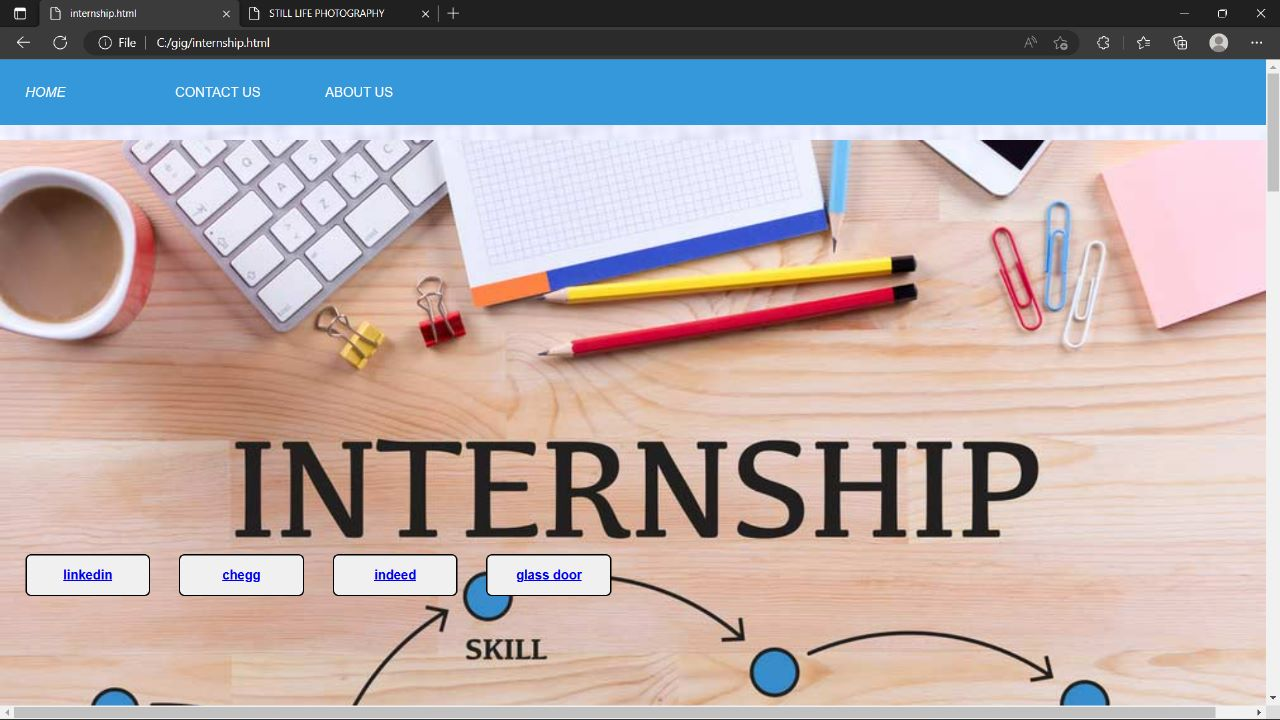 internship.html
STILL LIFE PHOTOGRAPHY
File
C:/gig/internship.html
HOME CONTACT US ABOUT US
INTERNSHIP
linkedin chegg indeed glass door
SKILL